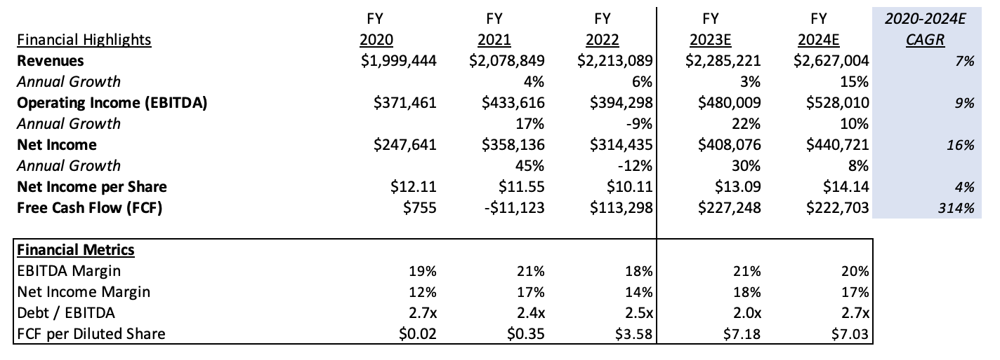 FY FY FY FY FY 2020-2024E
Financial Highlights 2020 2021 2022 2023E 2024E CAGR
Revenues $1,999,444 $2,078,849 $2,213,089 $2,285,221 $2,627,004 7%
Annual Growth 4% 6% 3% 15%
Operating Income (EBITDA) $371,461 $433,616 $394,298 $480,009 $528,010 9%
Annual Growth 17% -9% 22% 10%
Net Income $247,641 $358,136 $314,435 $408,076 $440,721 16%
Annual Growth 45% -12% 30% 8%
Net Income per Share $12.11 $11.55 $10.11 $13.09 $14.14 4%
Free Cash Flow (FCF) $755 -$11,123 $113,298 $227,248 $222,703 314%
Financial Metrics
EBITDA Margin 19% 21% 18% 21% 20%
Net Income Margin 12% 17% 14% 18% 17%
Debt / EBITDA 2.7x 2.4x 2.5x 2.0x 2.7x
FCF per Diluted Share $0.02 $0.35 $3.58 $7.18 $7.03